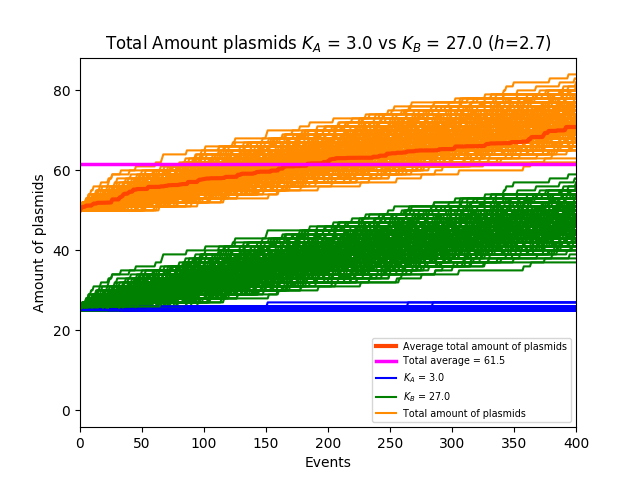 Total Amount plasmids K_A = 3.0 vs K_B = 27.0 (h=2.7)
80
60
40
20
0
Amount of plasmids
0 50 100 150 200 250 300 350 400
Events
Average total amount of plasmids
Total average = 61.5
K_A = 3.0
K_B = 27.0
Total amount of plasmids